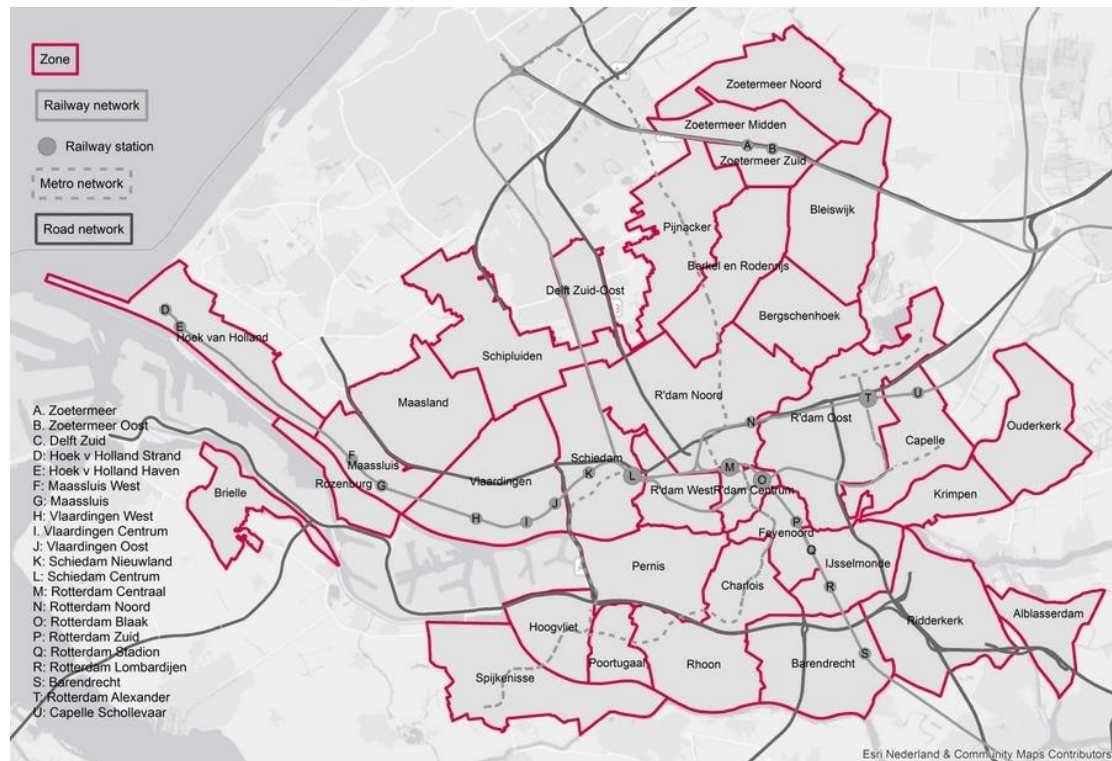 Zone
Railway network
Railway station
Metro network
Road network
Zoetermeer Noord
Zoetermeer Midden
A
B
Zoetermeer Zuid
Bleiswijk
Pijnacker
Berkel en Rodenrijs
Delft Zuid-Oost
Bergschenhoek
D
E
Hoek van Holland
Schipluiden
Maasland
R'dam Noord
T
U
N
R'dam Oost
Capelle
Ouderkerk
F
Maassluis
Rozenburg
G
Schiedam
K
L
Vlaardingen
M
O
R'dam West
R'dam Centrum
Krimpen
Brielle
H
I
J
P
Feyenoord
Q
IJsselmonde
Pernis
Charlois
R
Hoogvliet
Ridderkerk
Alblasserdam
Poortugaal
Rhoon
Barendrecht
S
Spijkenisse
A. Zoetermeer
B. Zoetermeer Oost
C. Delft Zuid
D: Hoek v Holland Strand
E: Hoek v Holland Haven
F: Maassluis West
G: Maassluis
H: Vlaardingen West
I. Vlaardingen Centrum
J: Vlaardingen Oost
K: Schiedam Nieuwland
L: Schiedam Centrum
M: Rotterdam Centraal
N: Rotterdam Noord
O: Rotterdam Blaak
P: Rotterdam Zuid
Q: Rotterdam Stadion
R: Rotterdam Lombardijen
S: Barendrecht
T: Rotterdam Alexander
U: Capelle Schollevaar
Esri Nederland & Community Maps Contributors